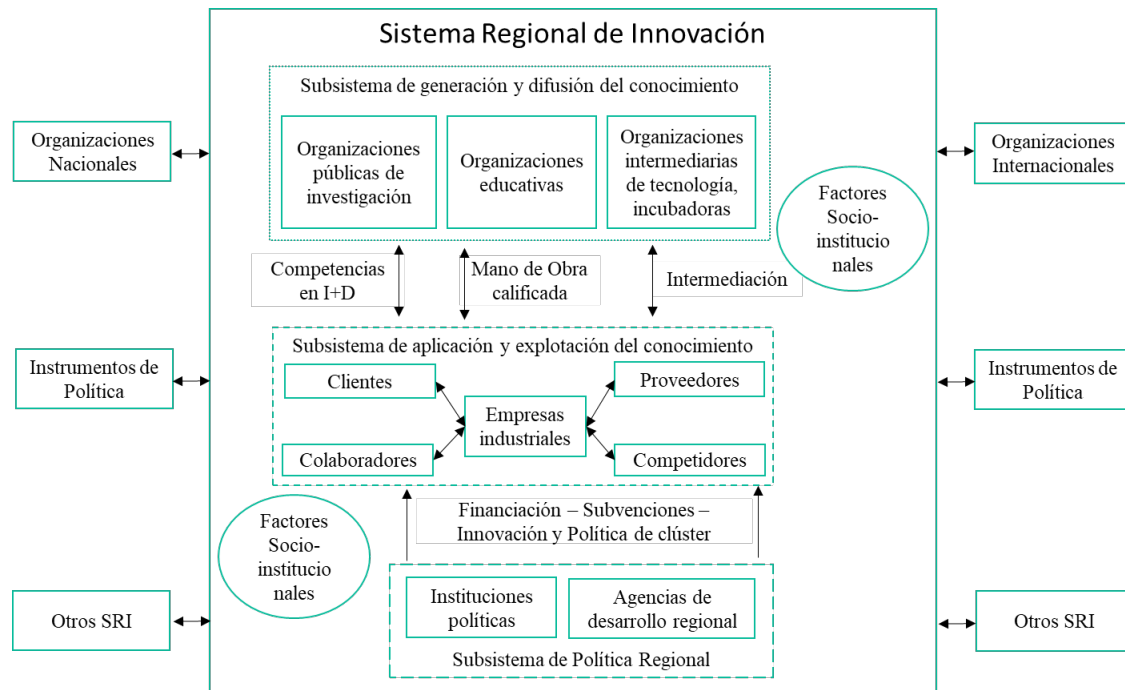 Sistema Regional de Innovación
Subsistema de generación y difusión del conocimiento
Organizaciones
públicas de
investigación
Organizaciones
educativas
Organizaciones
intermediarias
de tecnología,
incubadoras
Organizaciones
Nacionales
Organizaciones
Internacionales
Factores
Socio-
institucio
nales
Competencias
en I+D
Mano de Obra
calificada
Intermediación
Subsistema de aplicación y explotación del conocimiento
Clientes
Proveedores
Empresas
industriales
Colaboradores
Competidores
Instrumentos de
Política
Instrumentos de
Política
Financiación – Subvenciones –
Innovación y Política de clúster
Factores
Socio-
institucio
nales
Instituciones
políticas
Agencias de
desarrollo regional
Subsistema de Política Regional
Otros SRI
Otros SRI